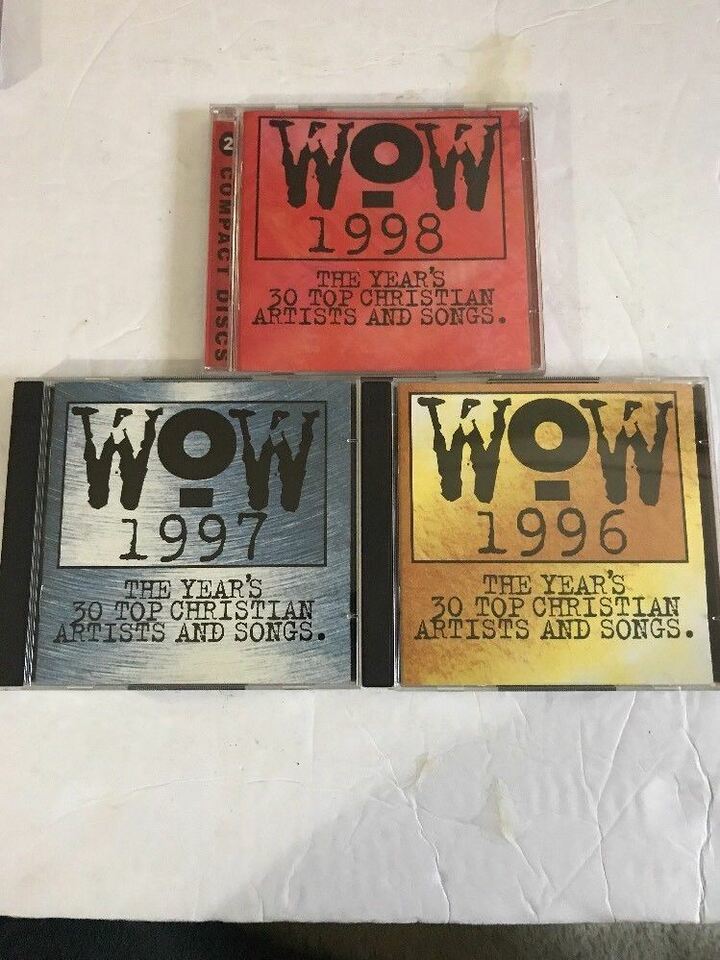 2 COMPACT DISCS
WOW
1998
THE YEAR'S
30 TOP CHRISTIAN
ARTISTS AND SONGS.
WOW
1997
THE YEAR'S
30 TOP CHRISTIAN
ARTISTS AND SONGS.
WOW
1996
THE YEAR'S
30 TOP CHRISTIAN
ARTISTS AND SONGS.